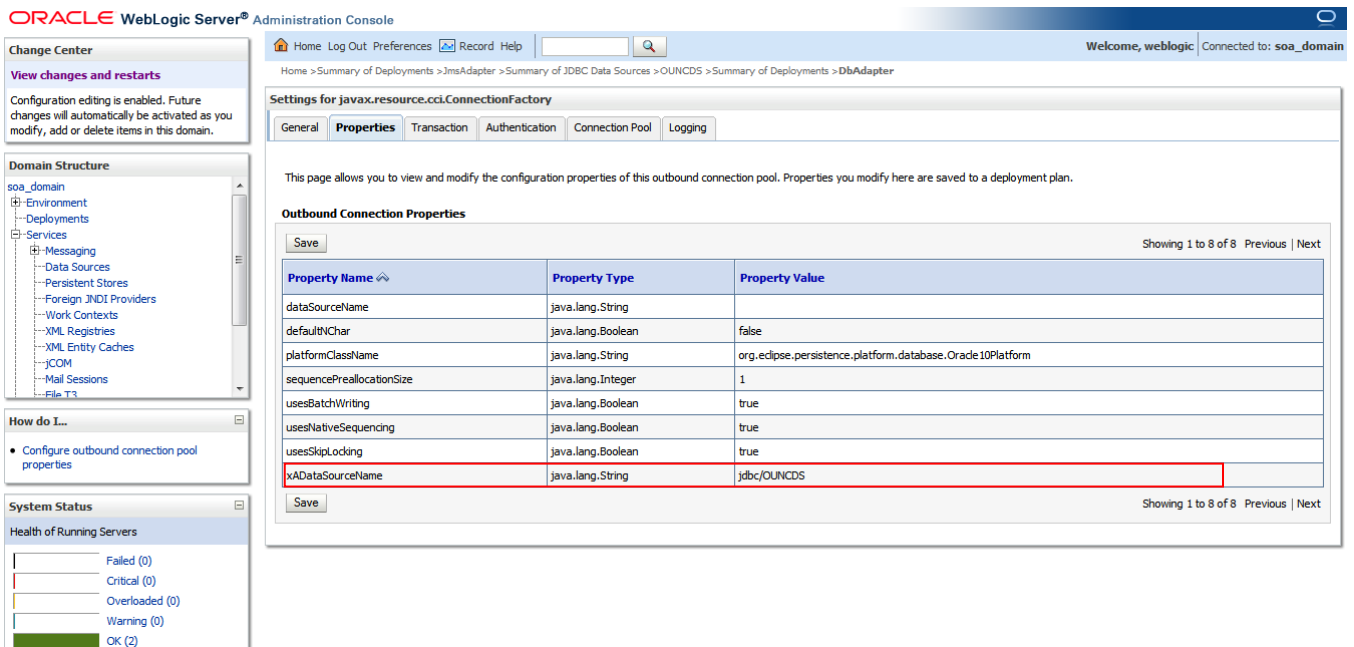 ORACLE WebLogic Server® Administration Console
Change Center
View changes and restarts
Configuration editing is enabled. Future
changes will automatically be activated as you
modify, add or delete items in this domain.
Domain Structure
soa_domain
Environment
Deployments
Services
Messaging
Data Sources
Persistent Stores
Foreign JNDI Providers
Work Contexts
XML Registries
XML Entity Caches
jCOM
Mail Sessions
File T3
How do I...
Configure outbound connection pool
properties
System Status
Health of Running Servers
Failed (0)
Critical (0)
Overloaded (0)
Warning (0)
OK (2)
Home Log Out Preferences Record Help
Welcome, weblogic Connected to: soa_domain
Home >Summary of Deployments >JmsAdapter >Summary of JDBC Data Sources >OUNCDS >Summary of Deployments >DbAdapter
Settings for javax.resource.cci.ConnectionFactory
General Properties Transaction Authentication Connection Pool Logging
This page allows you to view and modify the configuration properties of this outbound connection pool. Properties you modify here are saved to a deployment plan.
Outbound Connection Properties
Save Showing 1 to 8 of 8 Previous | Next
Property Name Property Type Property Value
dataSourceName java.lang.String
defaultNChar java.lang.Boolean false
platformClassName java.lang.String org.eclipse.persistence.platform.database.Oracle10Platform
sequencePreallocationSize java.lang.Integer 1
usesBatchWriting java.lang.Boolean true
usesNativeSequencing java.lang.Boolean true
usesSkipLocking java.lang.Boolean true
xADataSourceName java.lang.String jdbc/OUNCDS
Save Showing 1 to 8 of 8 Previous | Next